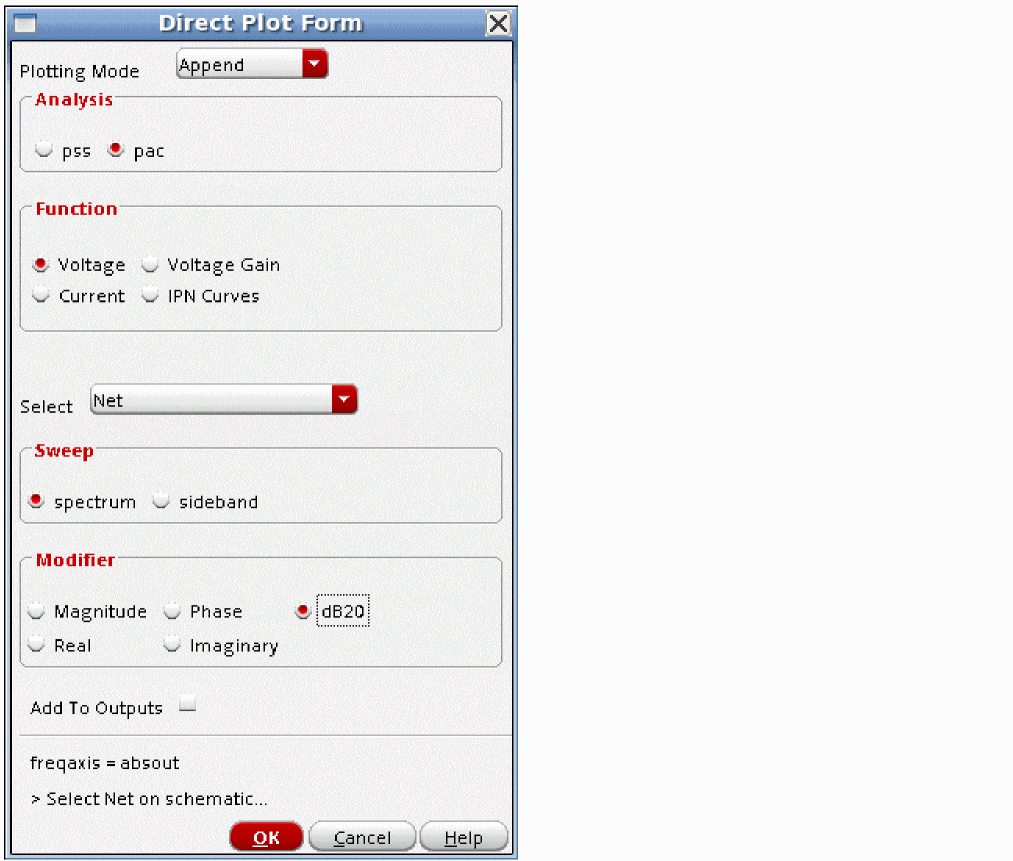 Direct Plot Form
Plotting Mode Append
Analysis
pss pac
Function
Voltage Voltage Gain
Current IPN Curves
Select Net
Sweep
spectrum sideband
Modifier
Magnitude Phase dB20
Real Imaginary
Add To Outputs
freqaxis = absout
> Select Net on schematic...
OK Cancel Help